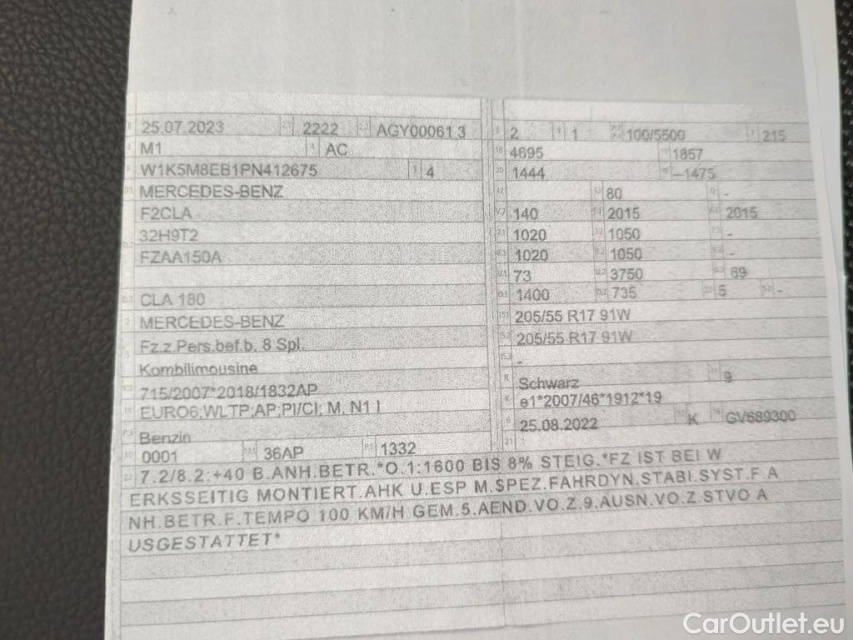 25.07.2023 2222 AGY00061 3
M1 AC
W1K5M8EB1PN412675 4
MERCEDES-BENZ
F2CLA
32H9T2
FZAA150A
CLA 180
MERCEDES-BENZ
Fz.z.Pers.bef.b. 8 Spl.
Kombilimousine
715/2007*2018/1832AP
EURO6;WLTP;AP;PI/CI; M, N1 I
Benzin
0001 36AP 1332
2 1 100/5500 215
4695 1857
1444 –1475
80 -
140 2015 2015
1020 1050 -
1020 1050 -
73 3750 69
1400 735 5 -
205/55 R17 91W
205/55 R17 91W
-
Schwarz 9
e1*2007/46*1912*19
25.08.2022 K GV689300
7.2/8.2:+40 B.ANH.BETR.*O.1:1600 BIS 8% STEIG.*FZ IST BEI W
ERKSSEITIG MONTIERT.AHK U.ESP M.SPEZ.FAHRDYN.STABI.SYST.F.A
NH.BETR.F.TEMPO 100 KM/H GEM.5.AEND.VO.Z.9.AUSN.VO.Z.STVO A
USGESTATTET*
CarOutlet.eu